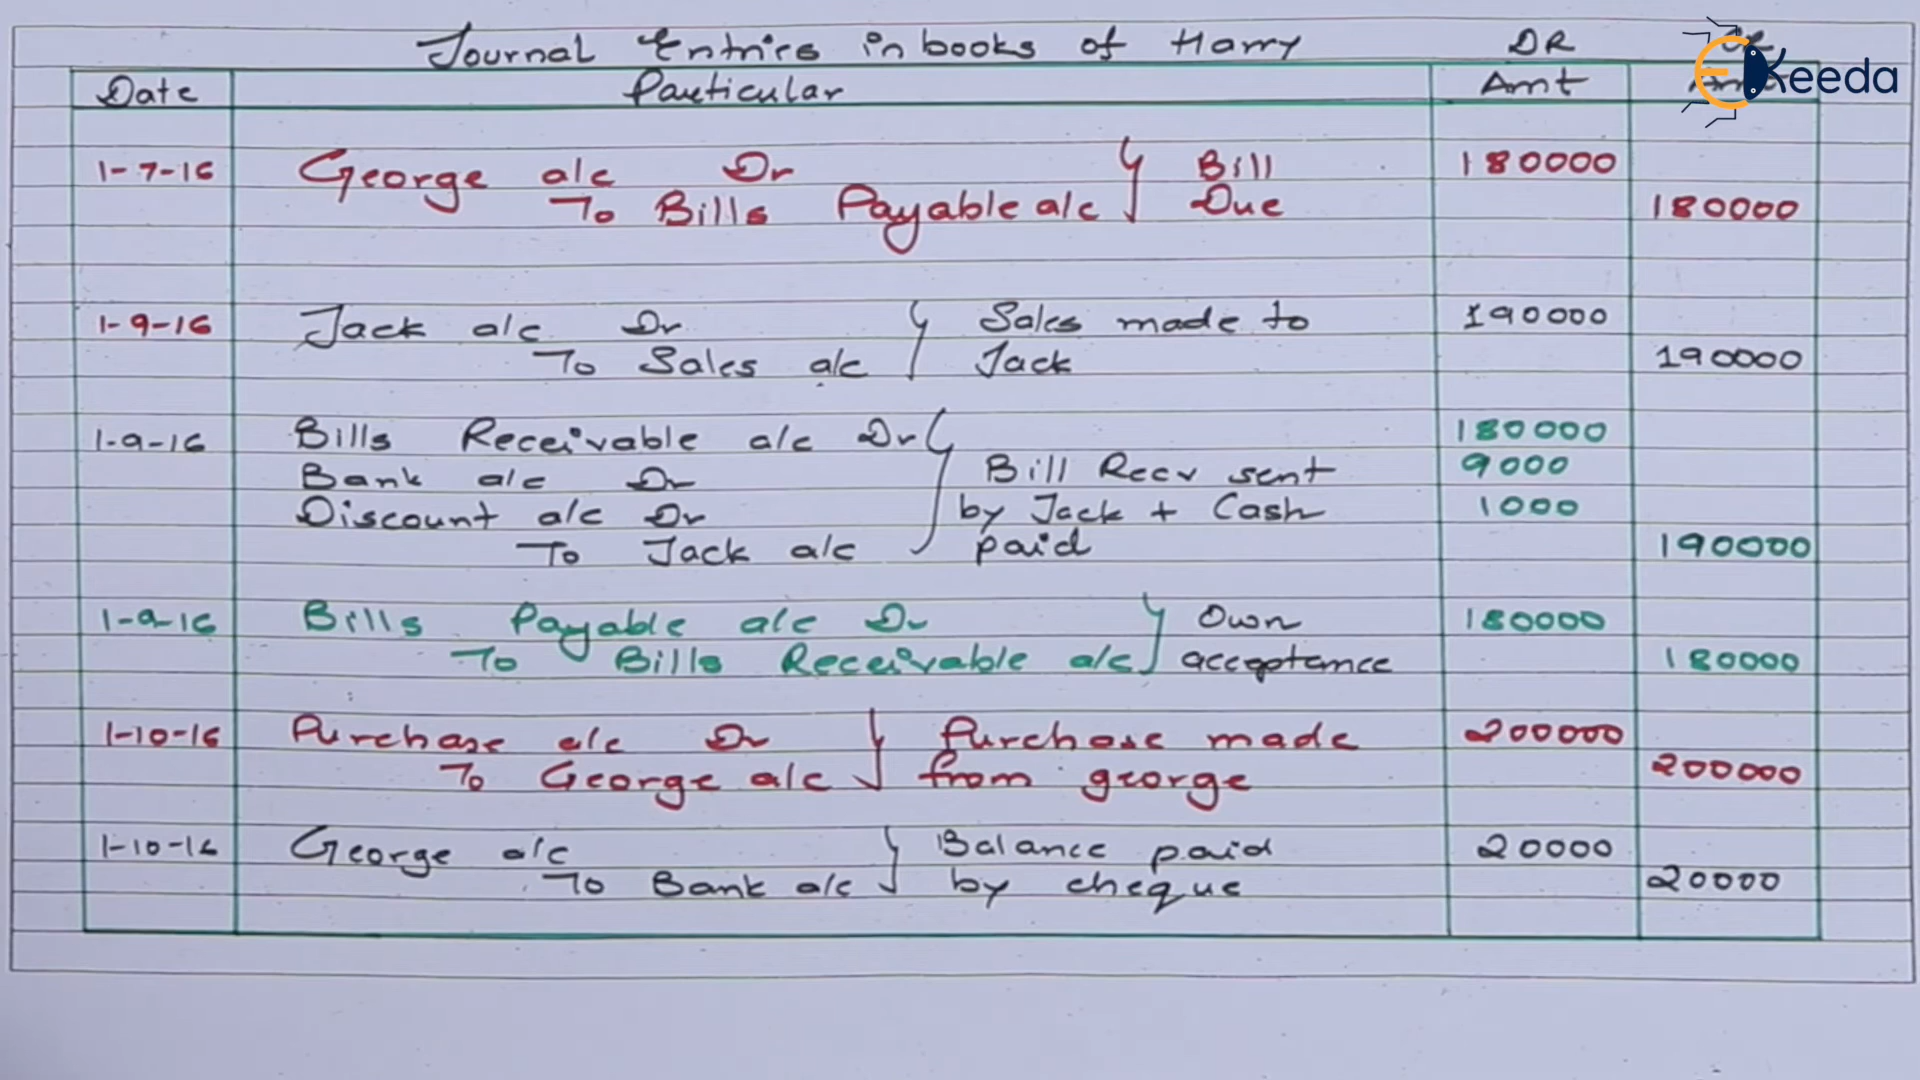 Journal Entries in books of Harry DR
Date Particular Amt
EKeeda
1-7-16 George a/c Dr Bill 180000
To Bills Payable a/c Due 180000
1-9-16 Jack a/c Dr Sales made to 190000
To Sales a/c Jack 190000
1-9-16 Bills Receivable a/c Dr 180000
Bank a/c Dr Bill Recv sent 9000
Discount a/c Dr by Jack + Cash 1000
To Jack a/c paid 190000
1-9-16 Bills Payable a/c Dr Own 180000
To Bills Receivable a/c acceptance 180000
1-10-16 Purchase a/c Dr Purchase made 200000
To George a/c from george 200000
1-10-16 George a/c Balance paid 20000
To Bank a/c by cheque 20000